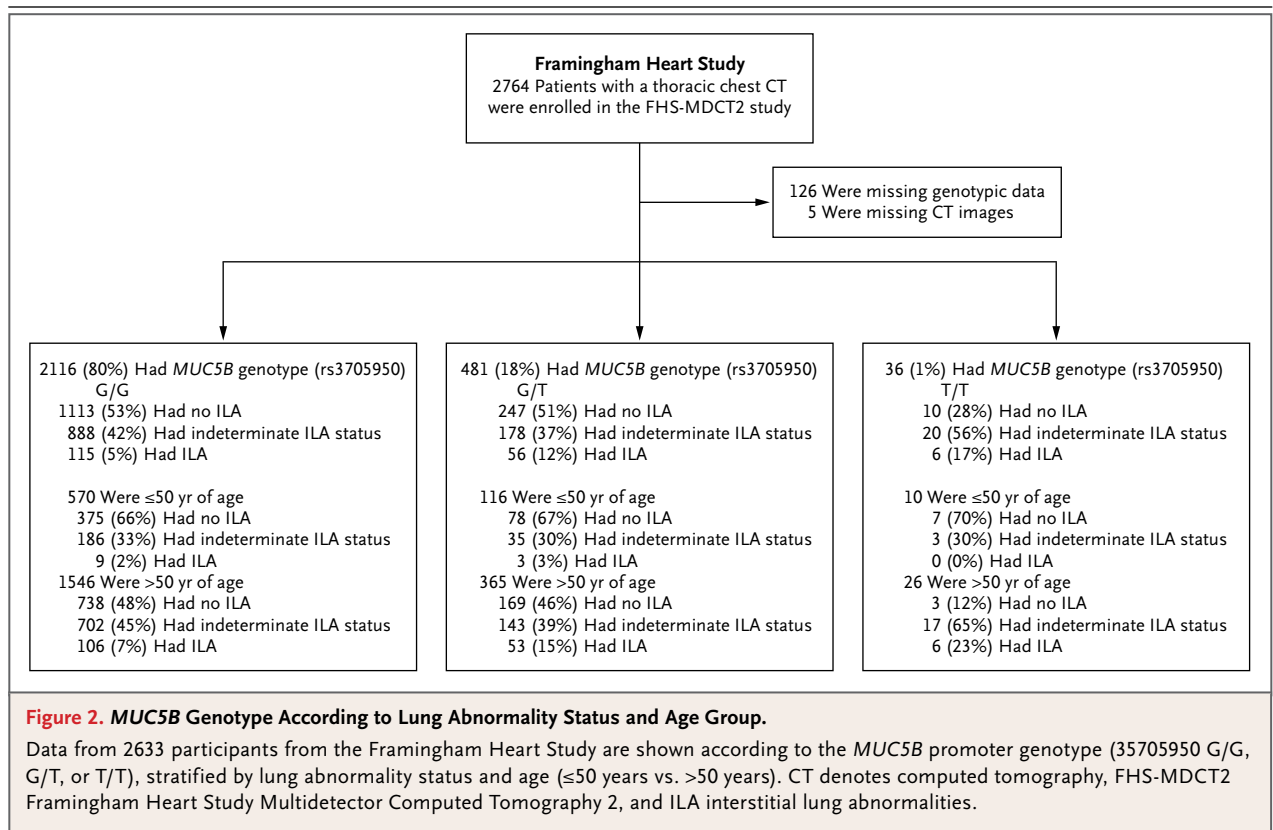 Framingham Heart Study
2764 Patients with a thoracic chest CT
were enrolled in the FHS-MDCT2 study
126 Were missing genotypic data
5 Were missing CT images
2116 (80%) Had MUC5B genotype (rs3705950)
G/G
1113 (53%) Had no ILA
888 (42%) Had indeterminate ILA status
115 (5%) Had ILA
570 Were ≤50 yr of age
375 (66%) Had no ILA
186 (33%) Had indeterminate ILA status
9 (2%) Had ILA
1546 Were >50 yr of age
738 (48%) Had no ILA
702 (45%) Had indeterminate ILA status
106 (7%) Had ILA
481 (18%) Had MUC5B genotype (rs3705950)
G/T
247 (51%) Had no ILA
178 (37%) Had indeterminate ILA status
56 (12%) Had ILA
116 Were ≤50 yr of age
78 (67%) Had no ILA
35 (30%) Had indeterminate ILA status
3 (3%) Had ILA
365 Were >50 yr of age
169 (46%) Had no ILA
143 (39%) Had indeterminate ILA status
53 (15%) Had ILA
36 (1%) Had MUC5B genotype (rs3705950)
T/T
10 (28%) Had no ILA
20 (56%) Had indeterminate ILA status
6 (17%) Had ILA
10 Were ≤50 yr of age
7 (70%) Had no ILA
3 (30%) Had indeterminate ILA status
0 (0%) Had ILA
26 Were >50 yr of age
3 (12%) Had no ILA
17 (65%) Had indeterminate ILA status
6 (23%) Had ILA
Figure 2. MUC5B Genotype According to Lung Abnormality Status and Age Group.
Data from 2633 participants from the Framingham Heart Study are shown according to the MUC5B promoter genotype (35705950 G/G,
G/T, or T/T), stratified by lung abnormality status and age (≤50 years vs. >50 years). CT denotes computed tomography, FHS-MDCT2
Framingham Heart Study Multidetector Computed Tomography 2, and ILA interstitial lung abnormalities.